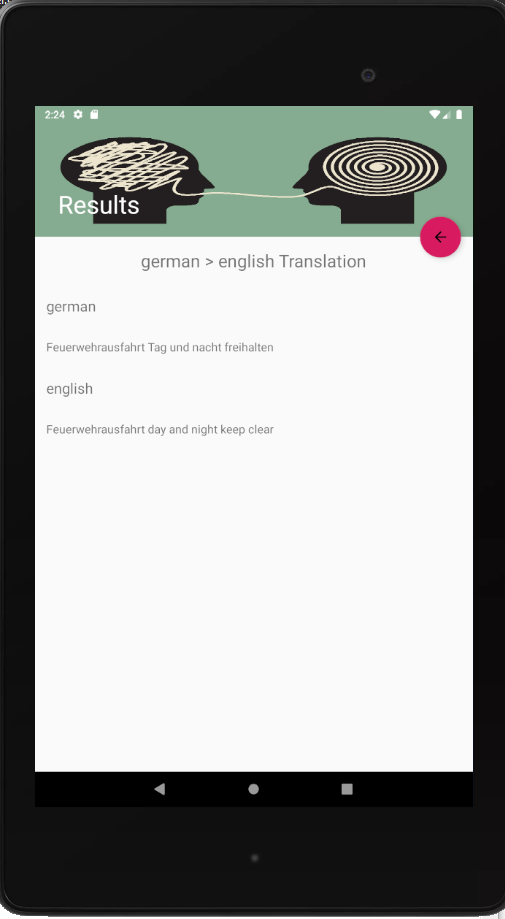 2:24
Results
german > english Translation
german
Feuerwehrausfahrt Tag und nacht freihalten
english
Feuerwehrausfahrt day and night keep clear